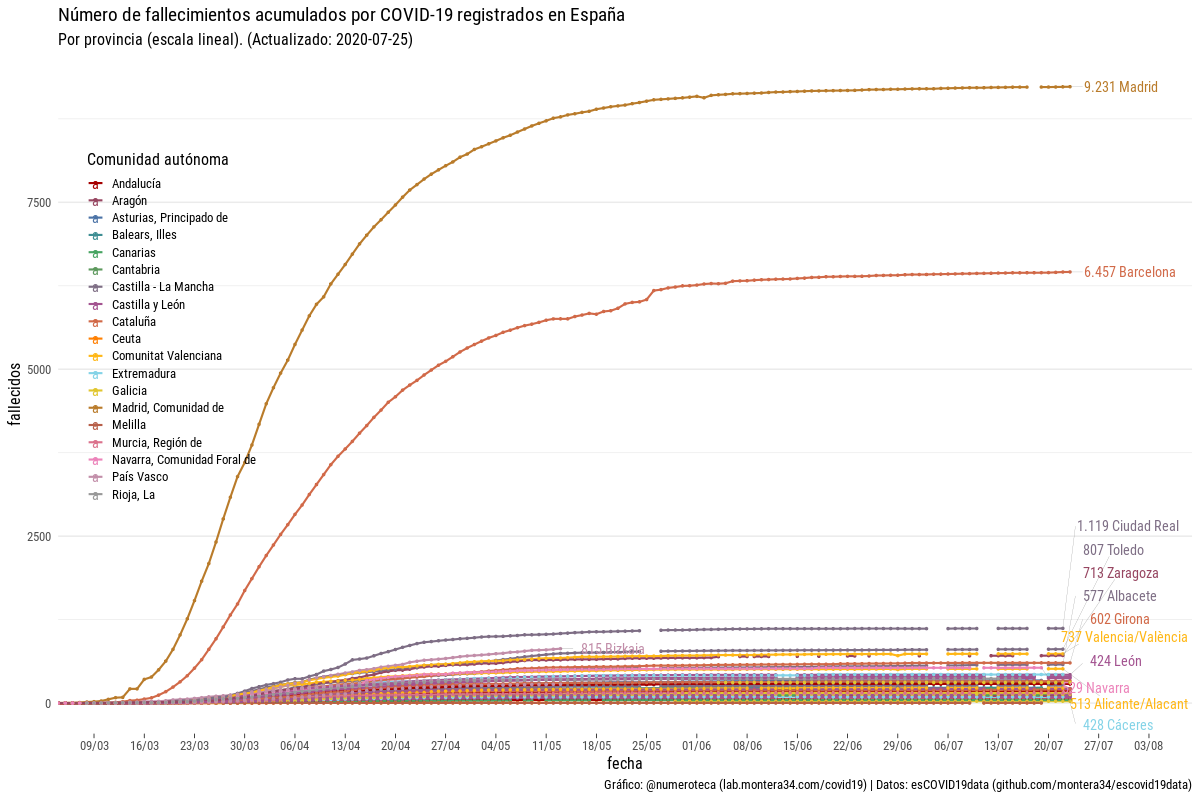 Número de fallecimientos acumulados por COVID-19 registrados en España
Por provincia (escala lineal). (Actualizado: 2020-07-25)
9.231 Madrid
Comunidad autónoma
Andalucía
Aragón
Asturias, Principado de
Balears, Illes
Canarias
Cantabria
Castilla - La Mancha
Castilla y León
Cataluña
Ceuta
Comunitat Valenciana
Extremadura
Galicia
Madrid, Comunidad de
Melilla
Murcia, Región de
Navarra, Comunidad Foral de
País Vasco
Rioja, La
7500
5000
2500
0
fallecidos
6.457 Barcelona
1.119 Ciudad Real
807 Toledo
713 Zaragoza
577 Albacete
602 Girona
737 Valencia/València
815 Bizkaia
424 León
29 Navarra
513 Alicante/Alacant
428 Cáceres
09/03 16/03 23/03 30/03 06/04 13/04 20/04 27/04 04/05 11/05 18/05 25/05 01/06 08/06 15/06 22/06 29/06 06/07 13/07 20/07 27/07 03/08
fecha
Gráfico: @numeroteca (lab.montera34.com/covid19) | Datos: esCOVID19data (github.com/montera34/escovid19data)